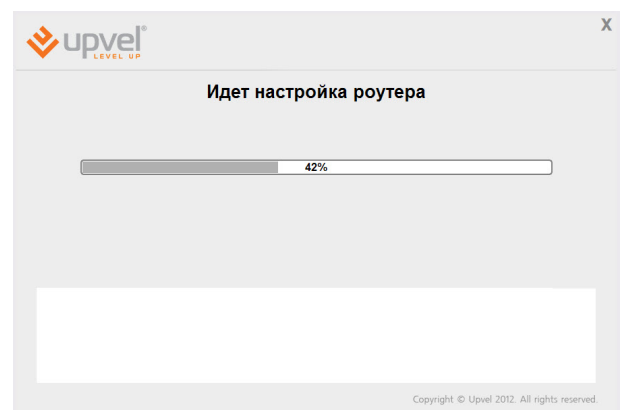 X
upvel®
LEVEL UP
Идет настройка роутера
42%
Copyright © Upvel 2012. All rights reserved.